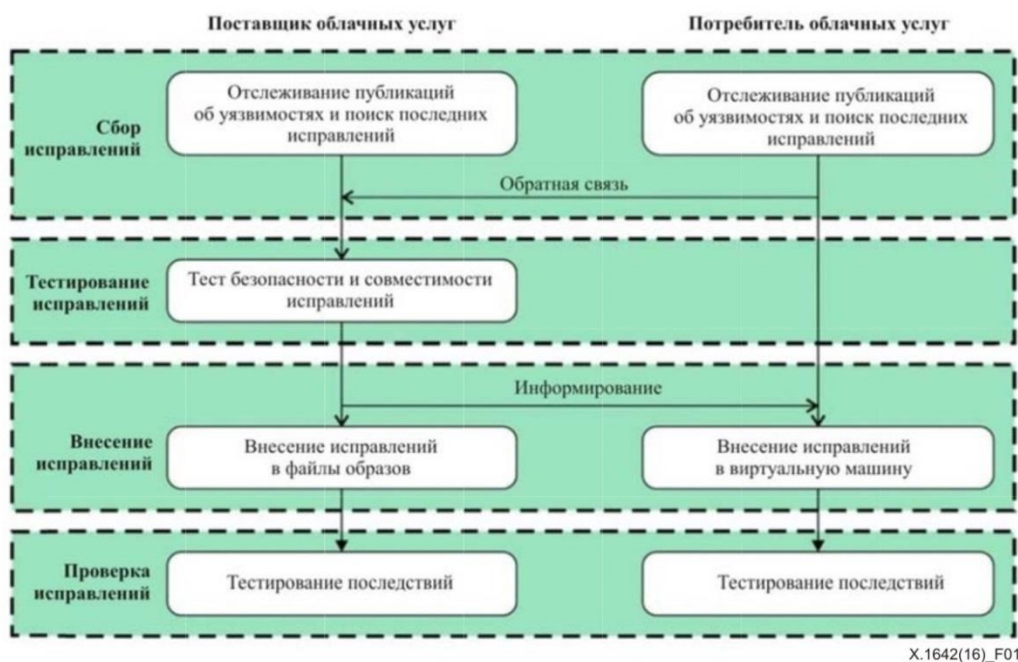 Поставщик облачных услуг
Потребитель облачных услуг
Сбор
исправлений
Отслеживание публикаций
об уязвимостях и поиск последних
исправлений
Отслеживание публикаций
об уязвимостях и поиск последних
исправлений
Обратная связь
Тестирование
исправлений
Тест безопасности и совместимости
исправлений
Информирование
Внесение
исправлений
Внесение исправлений
в файлы образов
Внесение исправлений
в виртуальную машину
Проверка
исправлений
Тестирование последствий
Тестирование последствий
X.1642(16)_F01